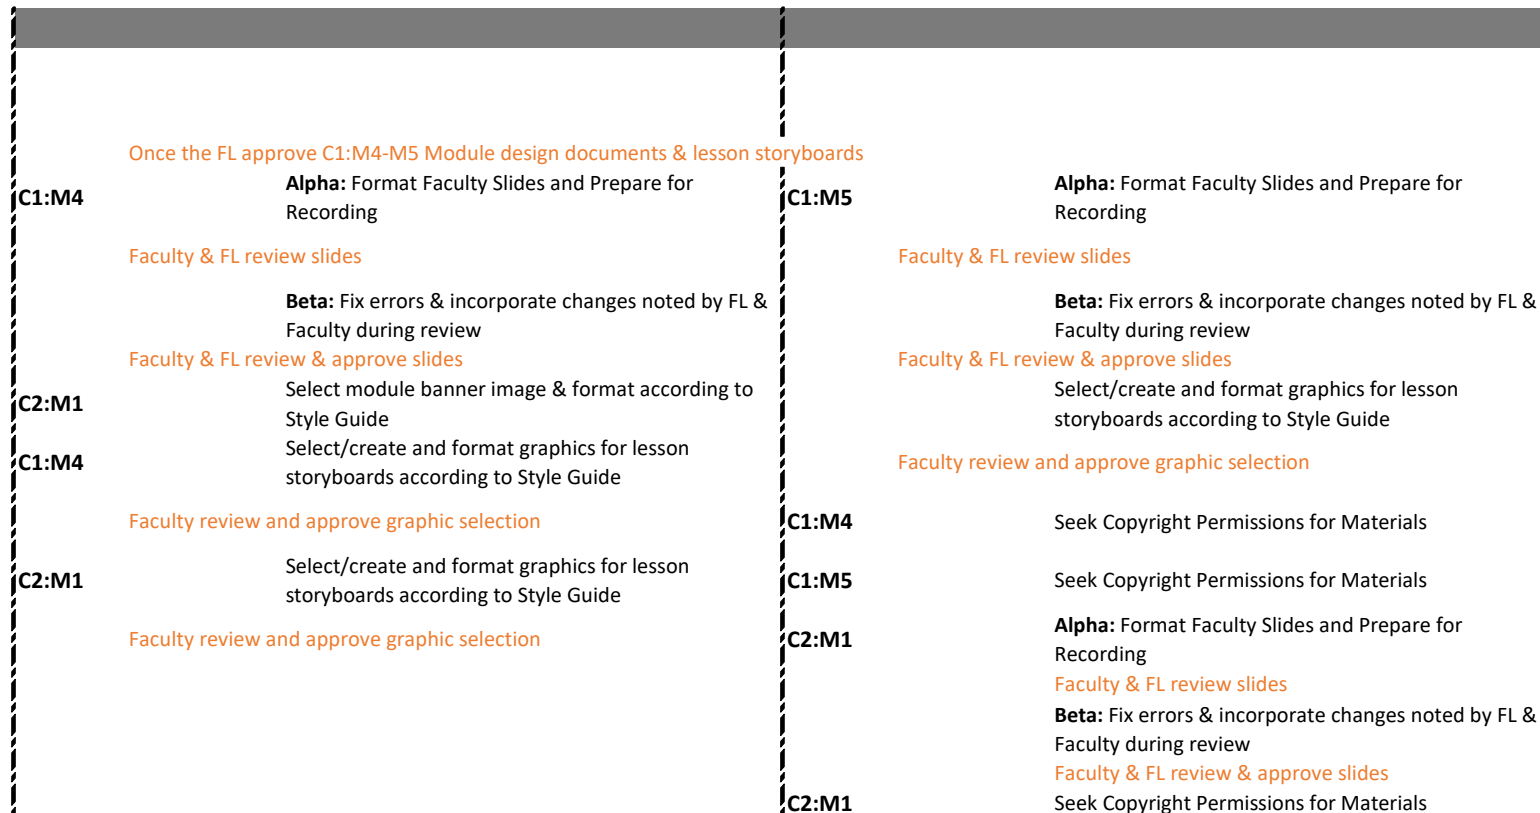 Once the FL approve C1:M4-M5 Module design documents & lesson storyboards
C1:M4
Alpha: Format Faculty Slides and Prepare for
Recording
Faculty & FL review slides
Beta: Fix errors & incorporate changes noted by FL &
Faculty during review
Faculty & FL review & approve slides
C2:M1
Select module banner image & format according to
Style Guide
C1:M4
Select/create and format graphics for lesson
storyboards according to Style Guide
Faculty review and approve graphic selection
C2:M1
Select/create and format graphics for lesson
storyboards according to Style Guide
Faculty review and approve graphic selection
C1:M5
Alpha: Format Faculty Slides and Prepare for
Recording
Faculty & FL review slides
Beta: Fix errors & incorporate changes noted by FL &
Faculty during review
Faculty & FL review & approve slides
Select/create and format graphics for lesson
storyboards according to Style Guide
Faculty review and approve graphic selection
C1:M4
Seek Copyright Permissions for Materials
C1:M5
Seek Copyright Permissions for Materials
C2:M1
Alpha: Format Faculty Slides and Prepare for
Recording
Faculty & FL review slides
Beta: Fix errors & incorporate changes noted by FL &
Faculty during review
Faculty & FL review & approve slides
C2:M1
Seek Copyright Permissions for Materials